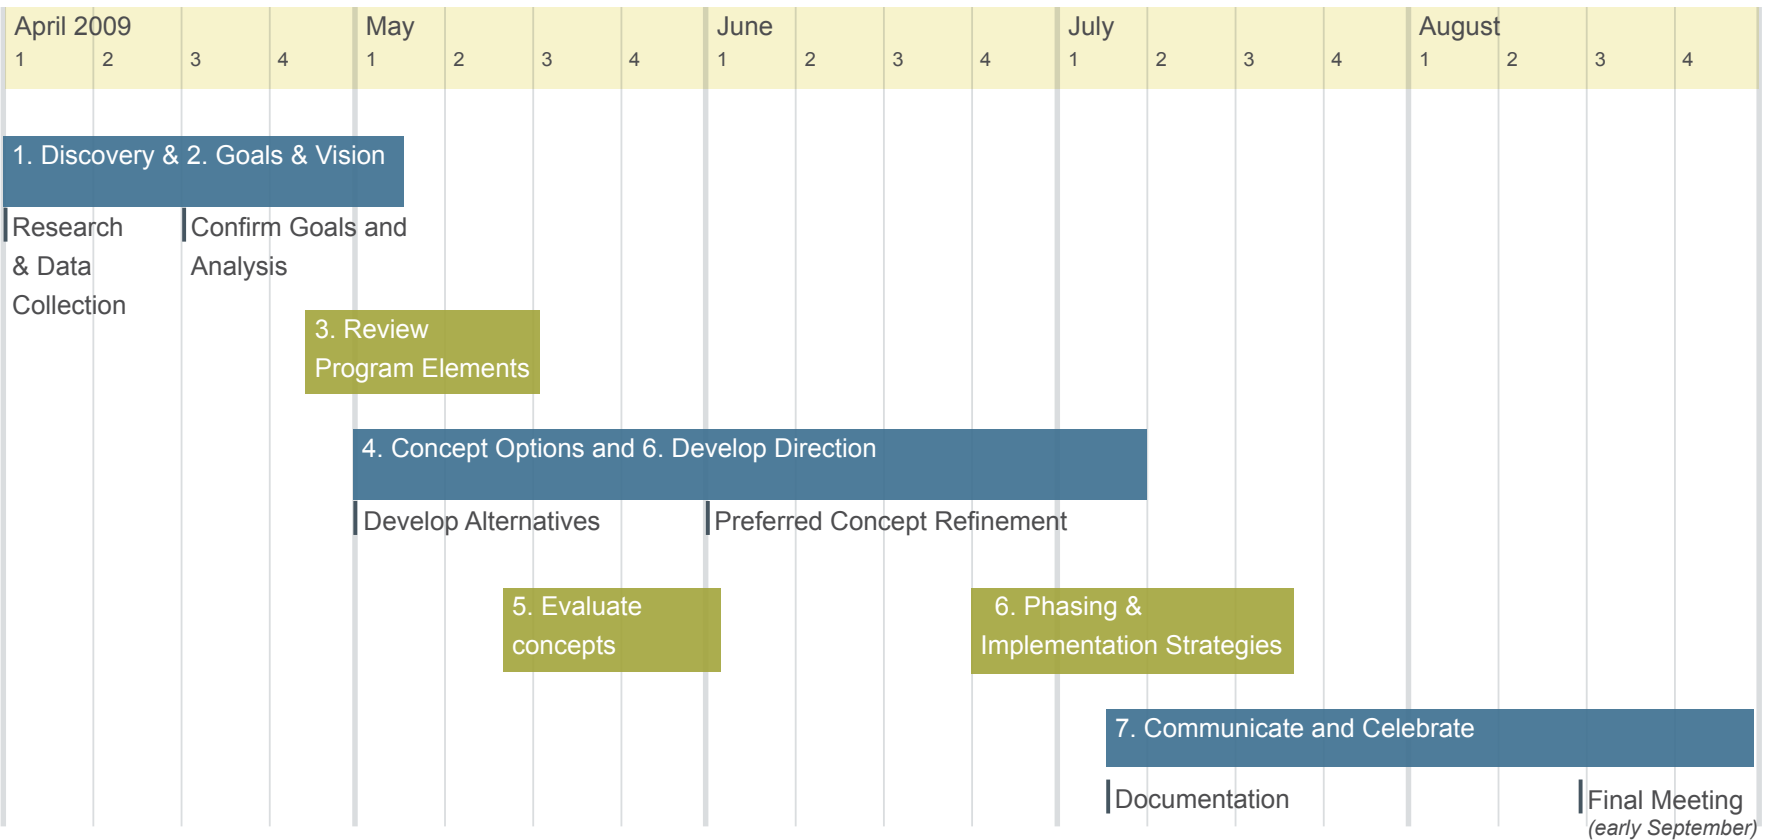 April 2009 May June July August
1 2 3 4 1 2 3 4 1 2 3 4 1 2 3 4 1 2 3 4
1. Discovery & 2. Goals & Vision
Research
& Data
Collection
Confirm Goals and
Analysis
3. Review
Program Elements
4. Concept Options and 6. Develop Direction
Develop Alternatives
Preferred Concept Refinement
5. Evaluate
concepts
6. Phasing &
Implementation Strategies
7. Communicate and Celebrate
Documentation
Final Meeting
(early September)